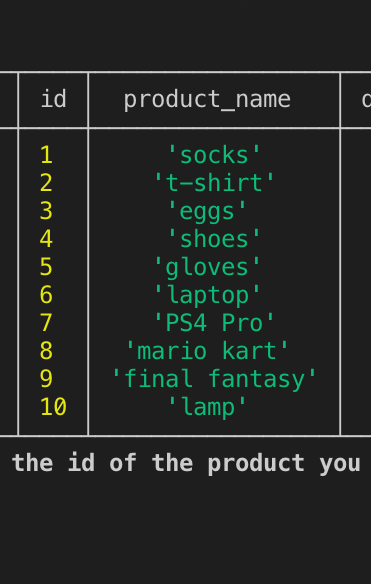 id product_name
1 'socks'
2 't-shirt'
3 'eggs'
4 'shoes'
5 'gloves'
6 'laptop'
7 'PS4 Pro'
8 'mario kart'
9 'final fantasy'
10 'lamp'
the id of the product you